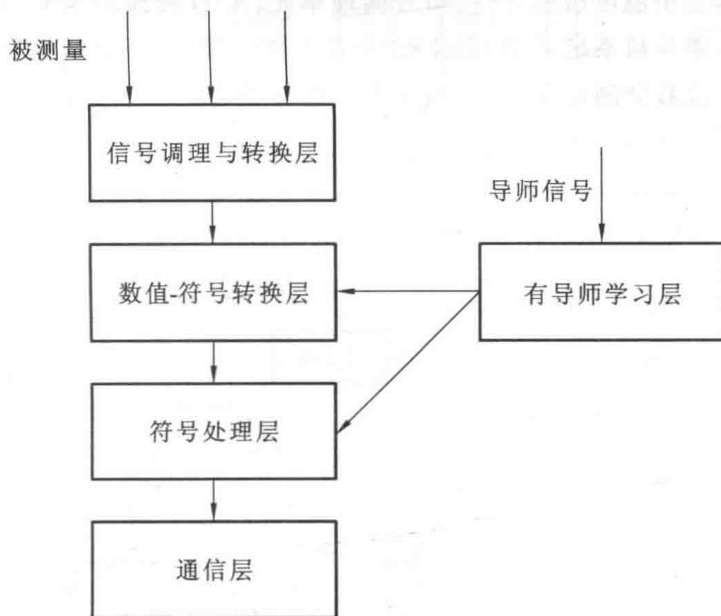 被测量
信号调理与转换层
导师信号
数值-符号转换层
有导师学习层
符号处理层
通信层